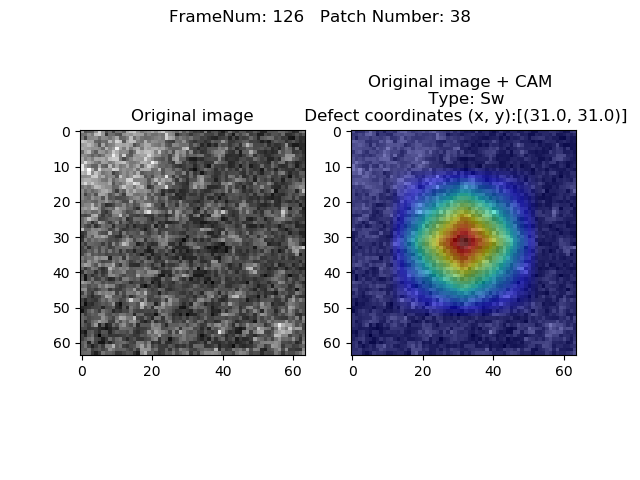 FrameNum: 126   Patch Number: 38
Original image
Original image + CAM
Type: Sw
Defect coordinates (x, y):[(31.0, 31.0)]
0
10
20
30
40
50
60
0 20 40 60
0
10
20
30
40
50
60
0 20 40 60